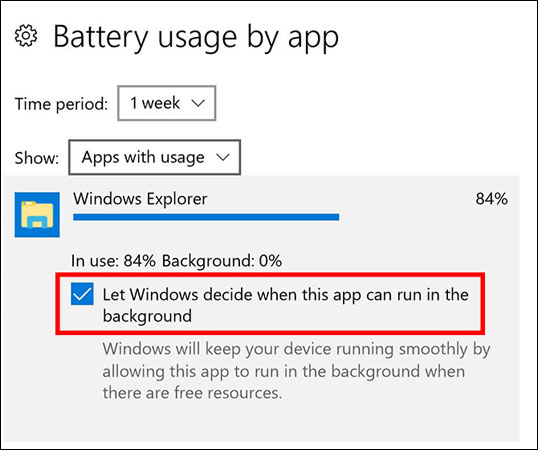 Battery usage by app
Time period: 1 week
Show: Apps with usage
Windows Explorer 84%
In use: 84% Background: 0%
Let Windows decide when this app can run in the
background
Windows will keep your device running smoothly by
allowing this app to run in the background when
there are free resources.